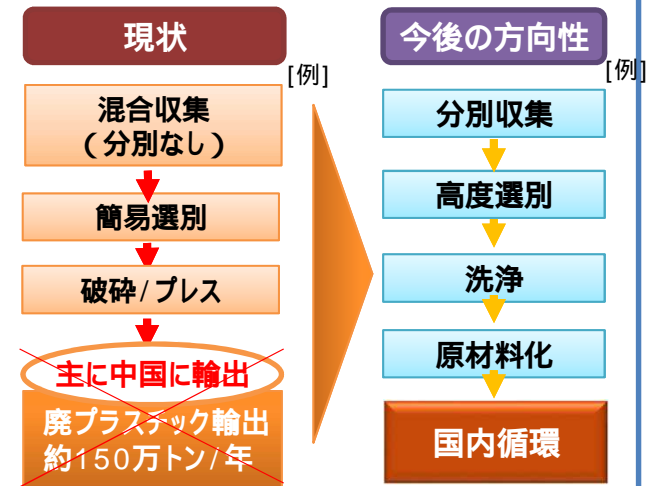 現状
[例]
混合収集
(分別なし)
簡易選別
破砕/プレス
主に中国に輸出
廃プラスチック輸出
約150万トン/年
今後の方向性
[例]
分別収集
高度選別
洗浄
原材料化
国内循環